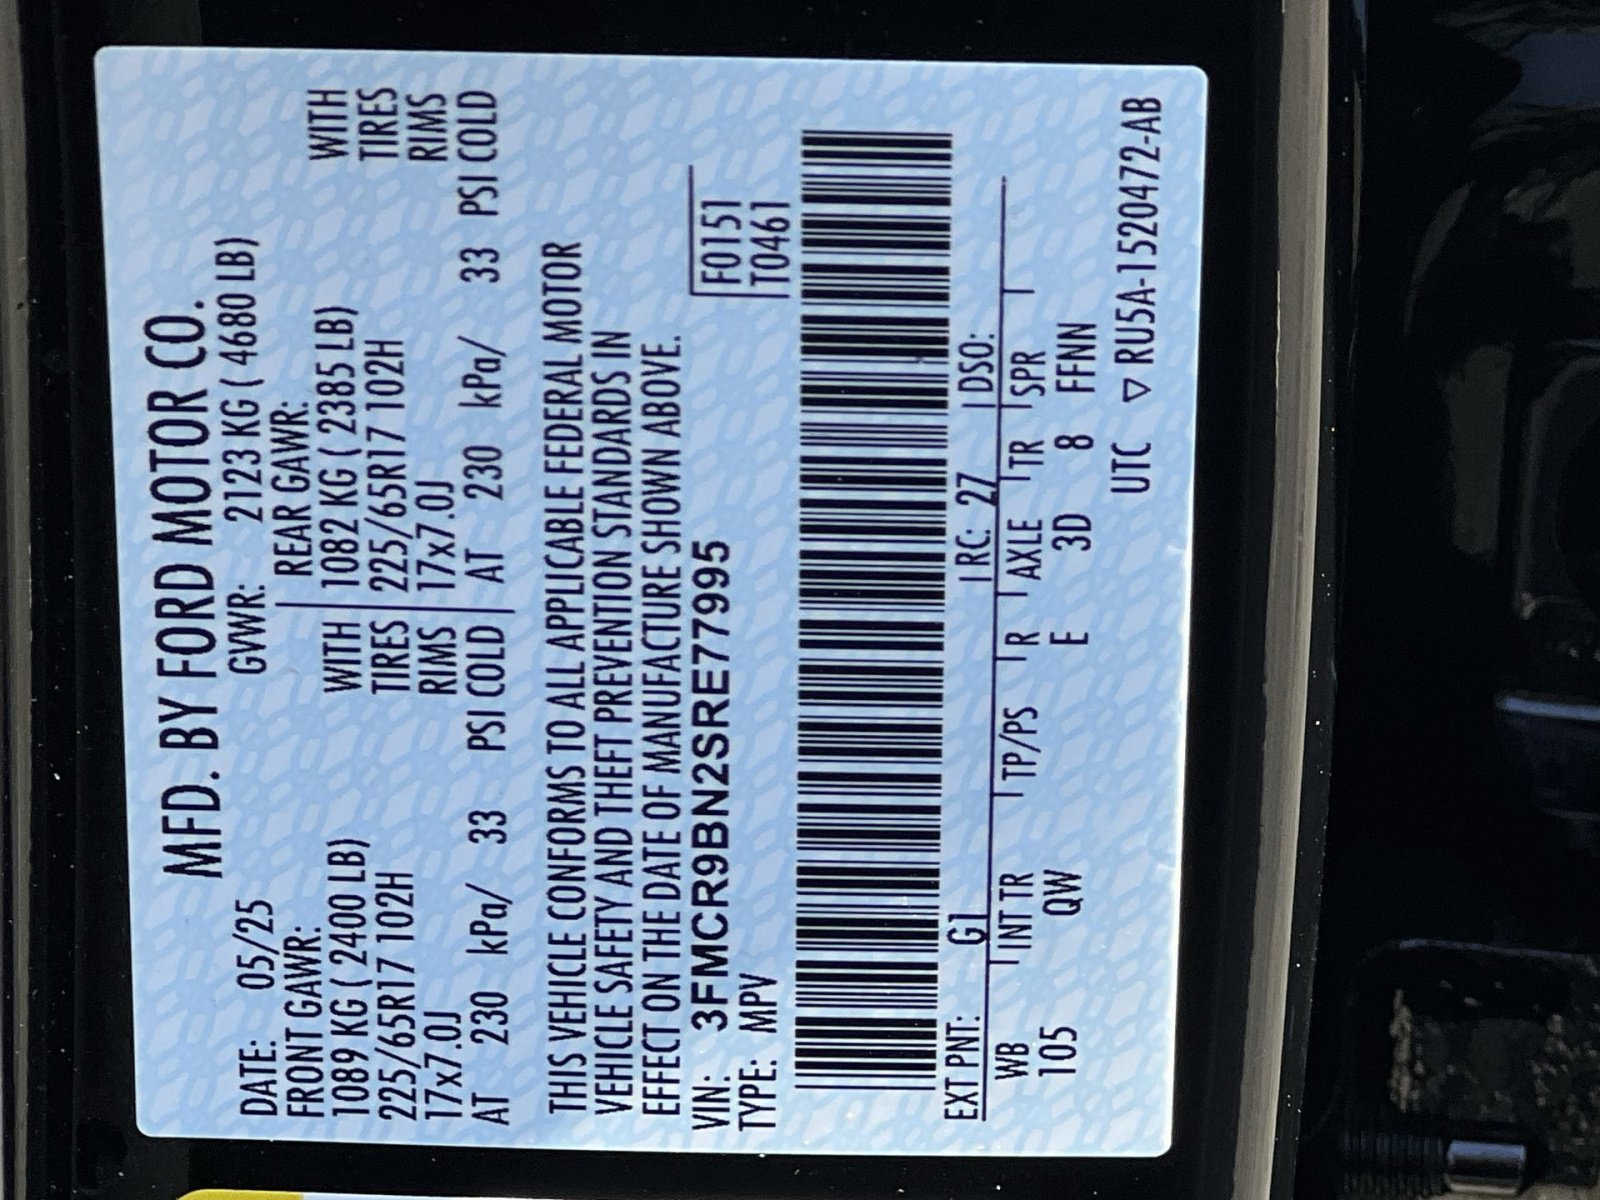 MFD. BY FORD MOTOR CO.
DATE: 05/25 GVWR: 2123 KG ( 4680 LB)
FRONT GAWR: REAR GAWR:
1089 KG ( 2400 LB) WITH 1082 KG ( 2385 LB) WITH
225/65R17 102H TIRES 225/65R17 102H TIRES
17x7.0J RIMS 17x7.0J RIMS
AT 230 kPa/ 33 PSI COLD AT 230 kPa/ 33 PSI COLD
THIS VEHICLE CONFORMS TO ALL APPLICABLE FEDERAL MOTOR
VEHICLE SAFETY AND THEFT PREVENTION STANDARDS IN
EFFECT ON THE DATE OF MANUFACTURE SHOWN ABOVE.
VIN: 3FMCR9BN2SRE77995 F0151
TYPE: MPV T0461
EXT PNT: G1 RC: 27 DSO:
WB INT TR TP/PS R AXLE TR SPR
105 QW E 3D 8 FFNN
UTC ▽ RU5A-1520472-AB